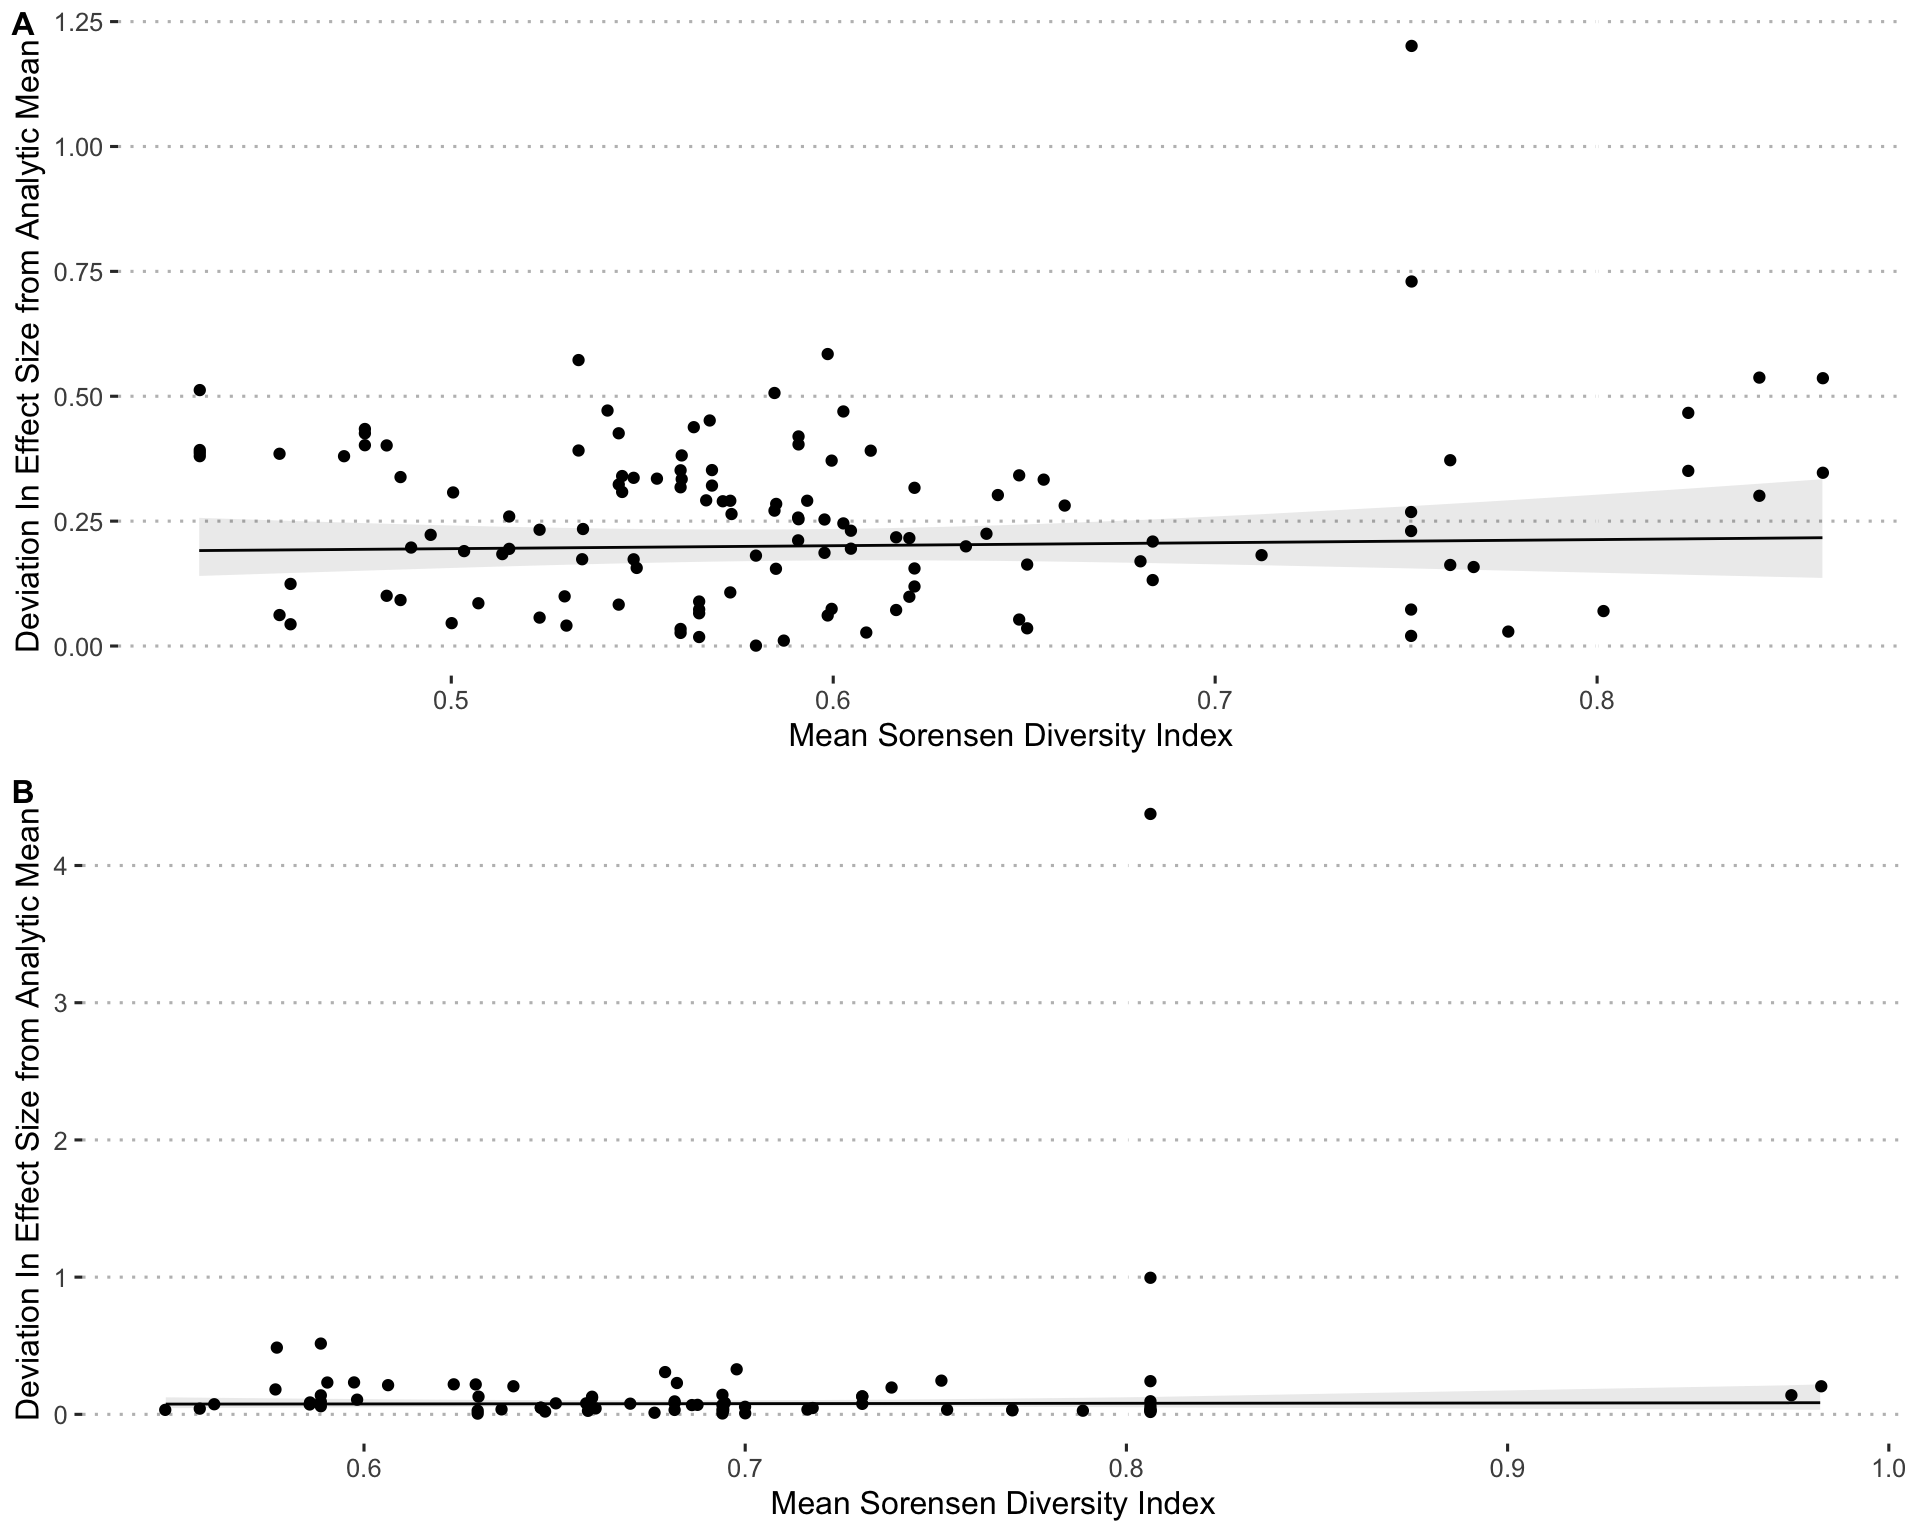 A
Deviation In Effect Size from Analytic Mean
1.25
1.00
0.75
0.50
0.25
0.00
0.5 0.6 0.7 0.8
Mean Sorensen Diversity Index
B
Deviation In Effect Size from Analytic Mean
4
3
2
1
0
0.6 0.7 0.8 0.9 1.0
Mean Sorensen Diversity Index